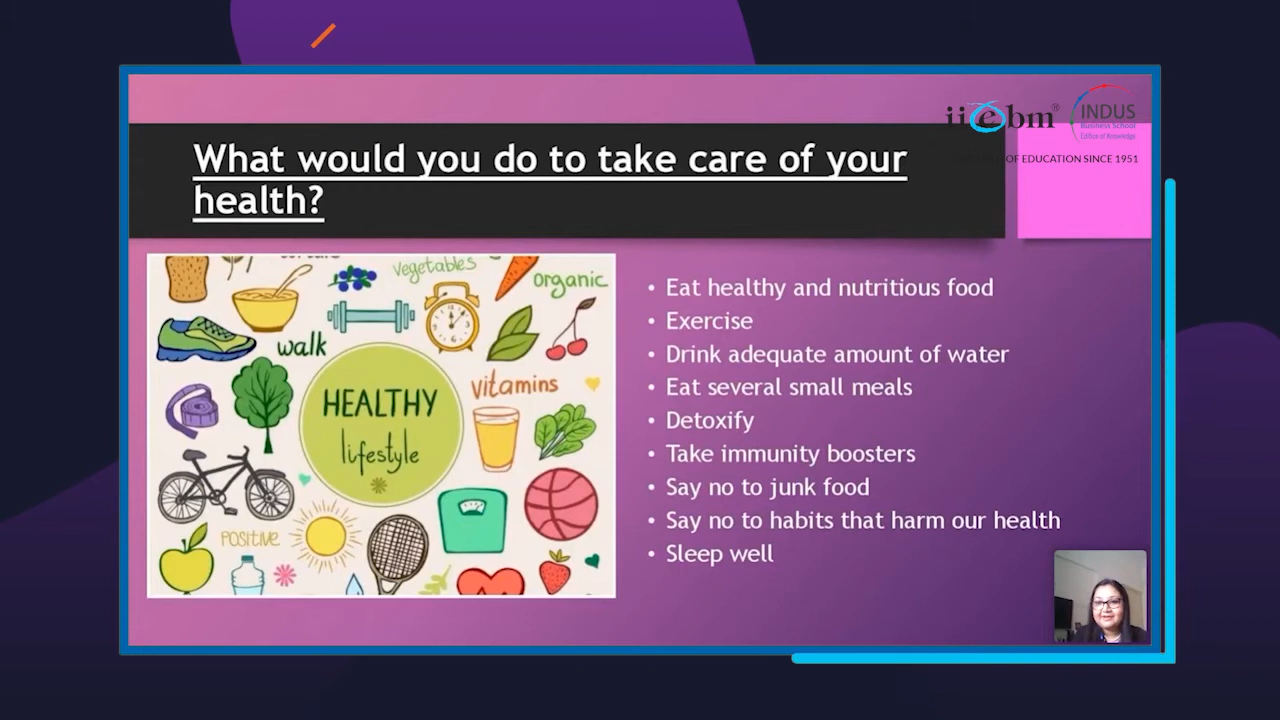 iiebm®
INDUS
Business School
Edifice of Knowledge
OF EDUCATION SINCE 1951
What would you do to take care of your
health?
vegetables
organic
walk
vitamins
HEALTHY
lifestyle
POSITIVE
• Eat healthy and nutritious food
• Exercise
• Drink adequate amount of water
• Eat several small meals
• Detoxify
• Take immunity boosters
• Say no to junk food
• Say no to habits that harm our health
• Sleep well